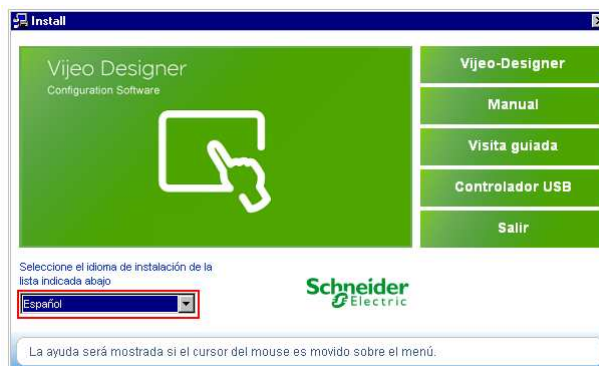 Install
Vijeo Designer
Configuration Software
Vijeo-Designer
Manual
Visita guiada
Controlador USB
Salir
Seleccione el idioma de instalación de la
lista indicada abajo
Español
Schneider
Electric
La ayuda será mostrada si el cursor del mouse es movido sobre el menú.